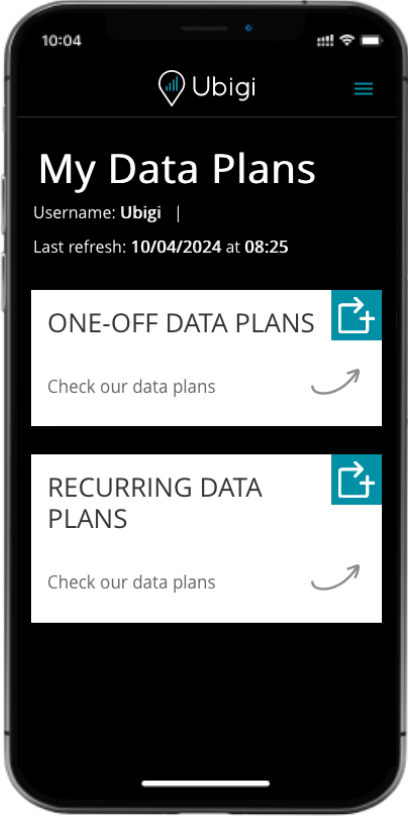 10:04
Ubigi
My Data Plans
Username: Ubigi |
Last refresh: 10/04/2024 at 08:25
ONE-OFF DATA PLANS
Check our data plans
RECURRING DATA
PLANS
Check our data plans